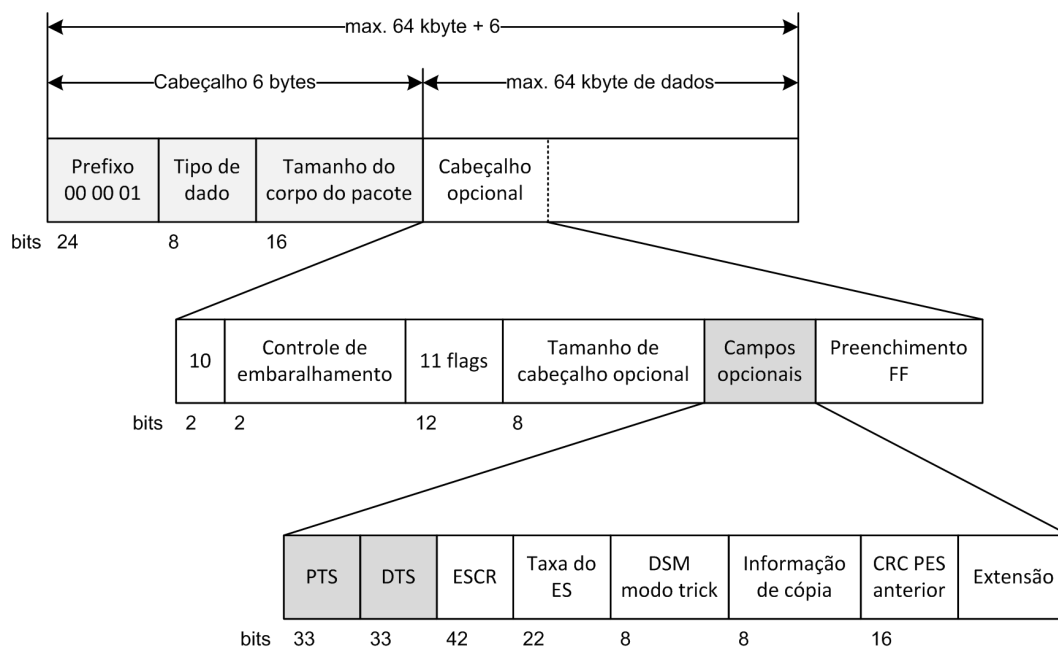 max. 64 kbyte + 6
Cabeçalho 6 bytes
max. 64 kbyte de dados
Prefixo
00 00 01
Tipo de
dado
Tamanho do
corpo do pacote
Cabeçalho
opcional
bits 24 8 16
10
Controle de
embaralhamento
11 flags
Tamanho de
cabeçalho opcional
Campos
opcionais
Preenchimento
FF
bits 2 2 12 8
PTS
DTS
ESCR
Taxa do
ES
DSM
modo trick
Informação
de cópia
CRC PES
anterior
Extensão
bits 33 33 42 22 8 8 16